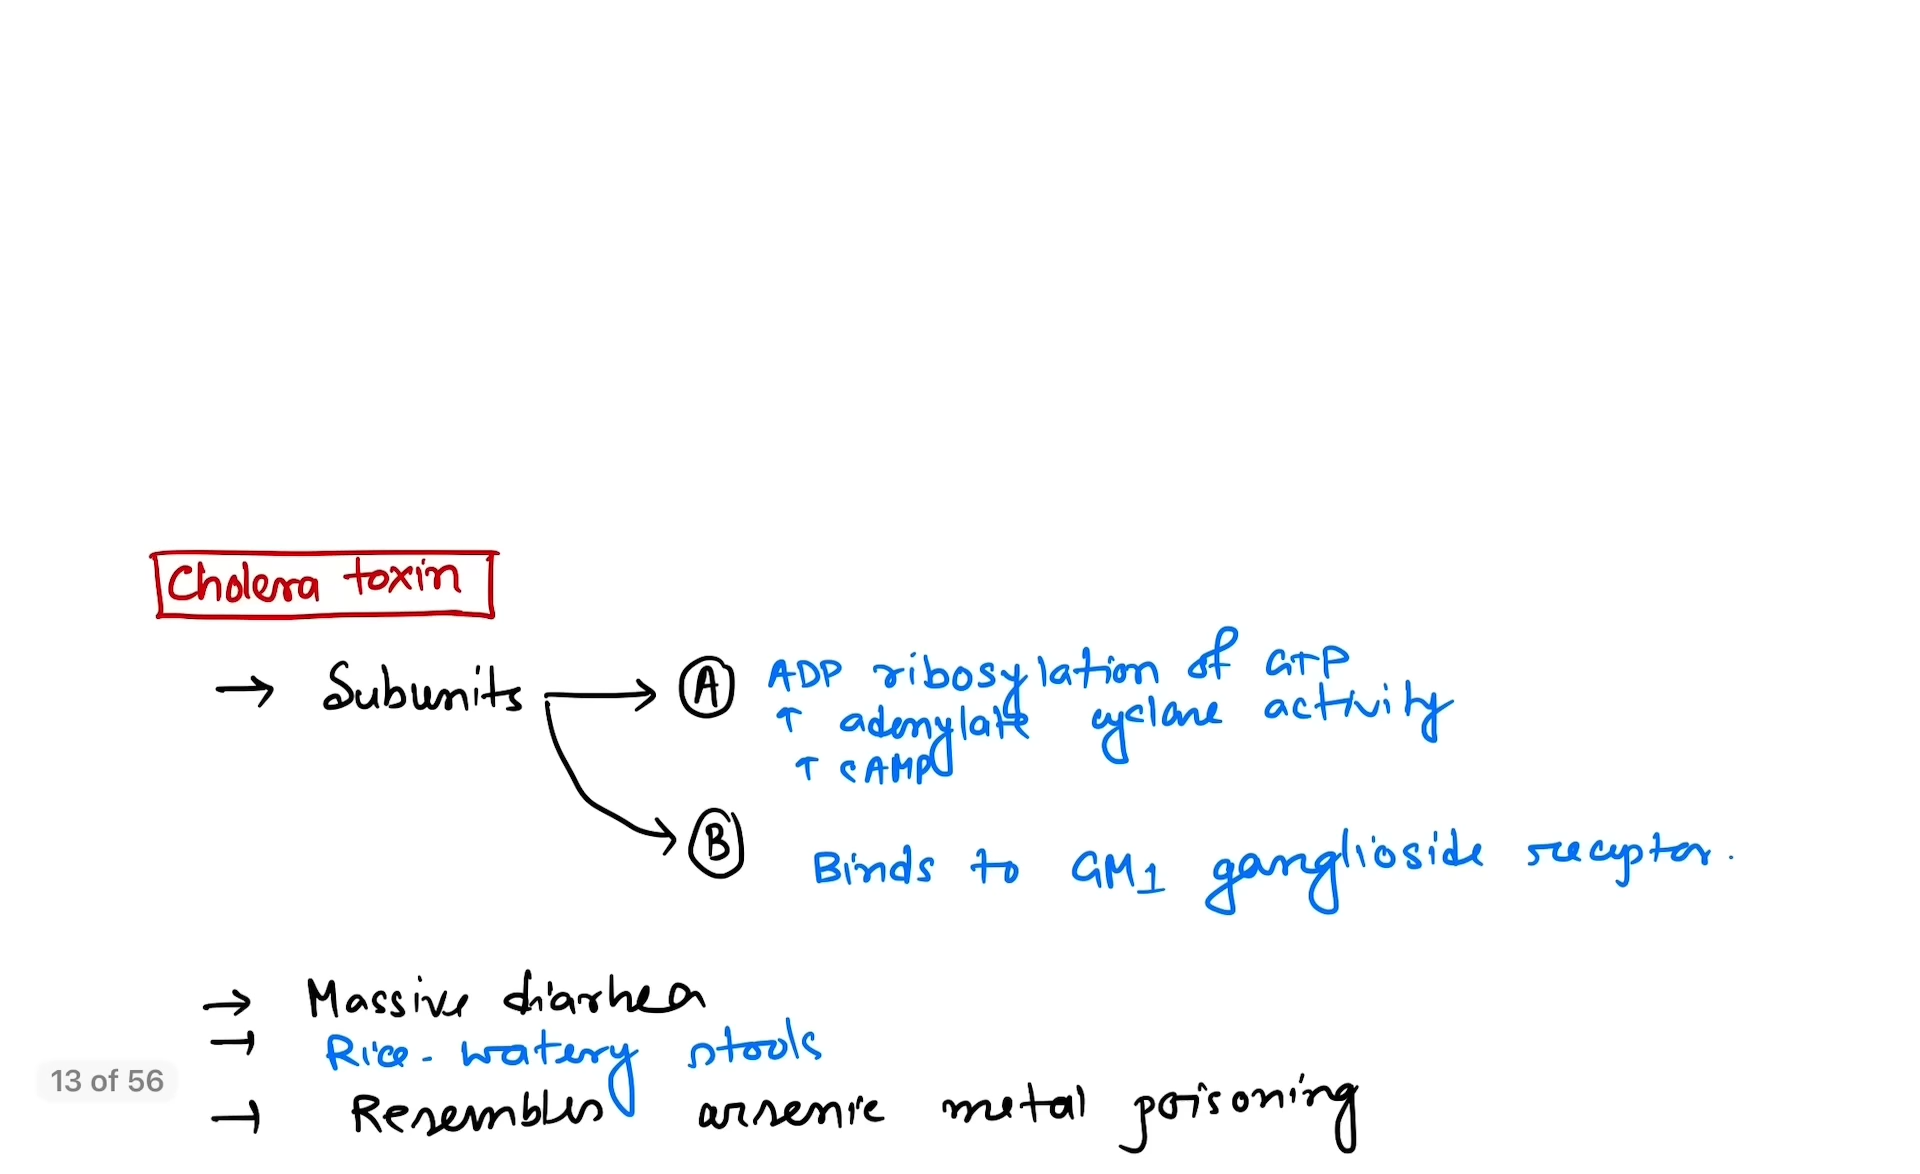 Cholera toxin
→ Subunits → A ADP ribosylation of GTP
↑ adenylate cyclase activity
↑ cAMP
B Binds to GM1 ganglioside receptor.
→ Massive diarhea
→ Rice-watery stools
13 of 56
→ Resembles arsenic metal poisoning